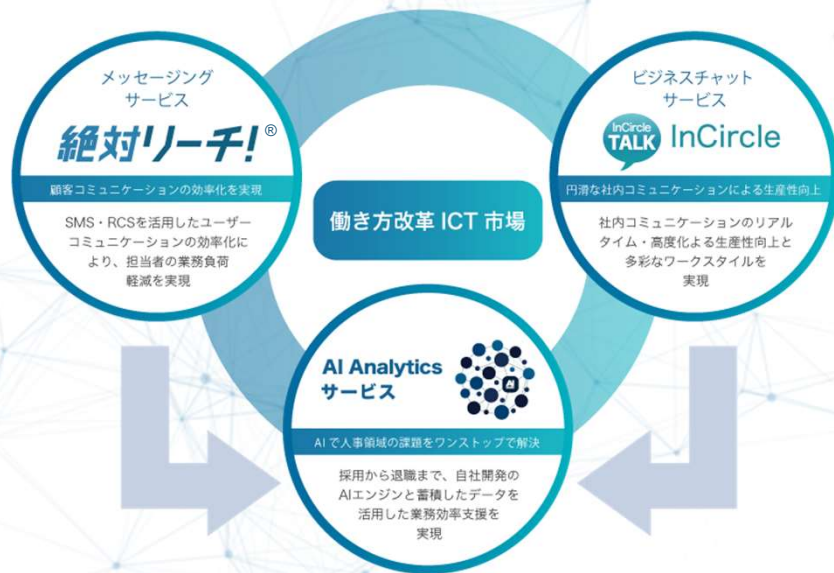 メッセージング
サービス
絶対リーチ!®
顧客コミュニケーションの効率化を実現
SMS・RCSを活用したユーザー
コミュニケーションの効率化に
より、担当者の業務負荷
軽減を実現
ビジネスチャット
サービス
InCircle
TALK
InCircle
円滑な社内コミュニケーションによる生産性向上
社内コミュニケーションのリアル
タイム・高度化よる生産性向上と
多彩なワークスタイルを
実現
働き方改革 ICT 市場
AI Analytics
サービス
AI
AI で人事領域の課題をワンストップで解決
採用から退職まで、自社開発の
AIエンジンと蓄積したデータを
活用した業務効率支援を
実現